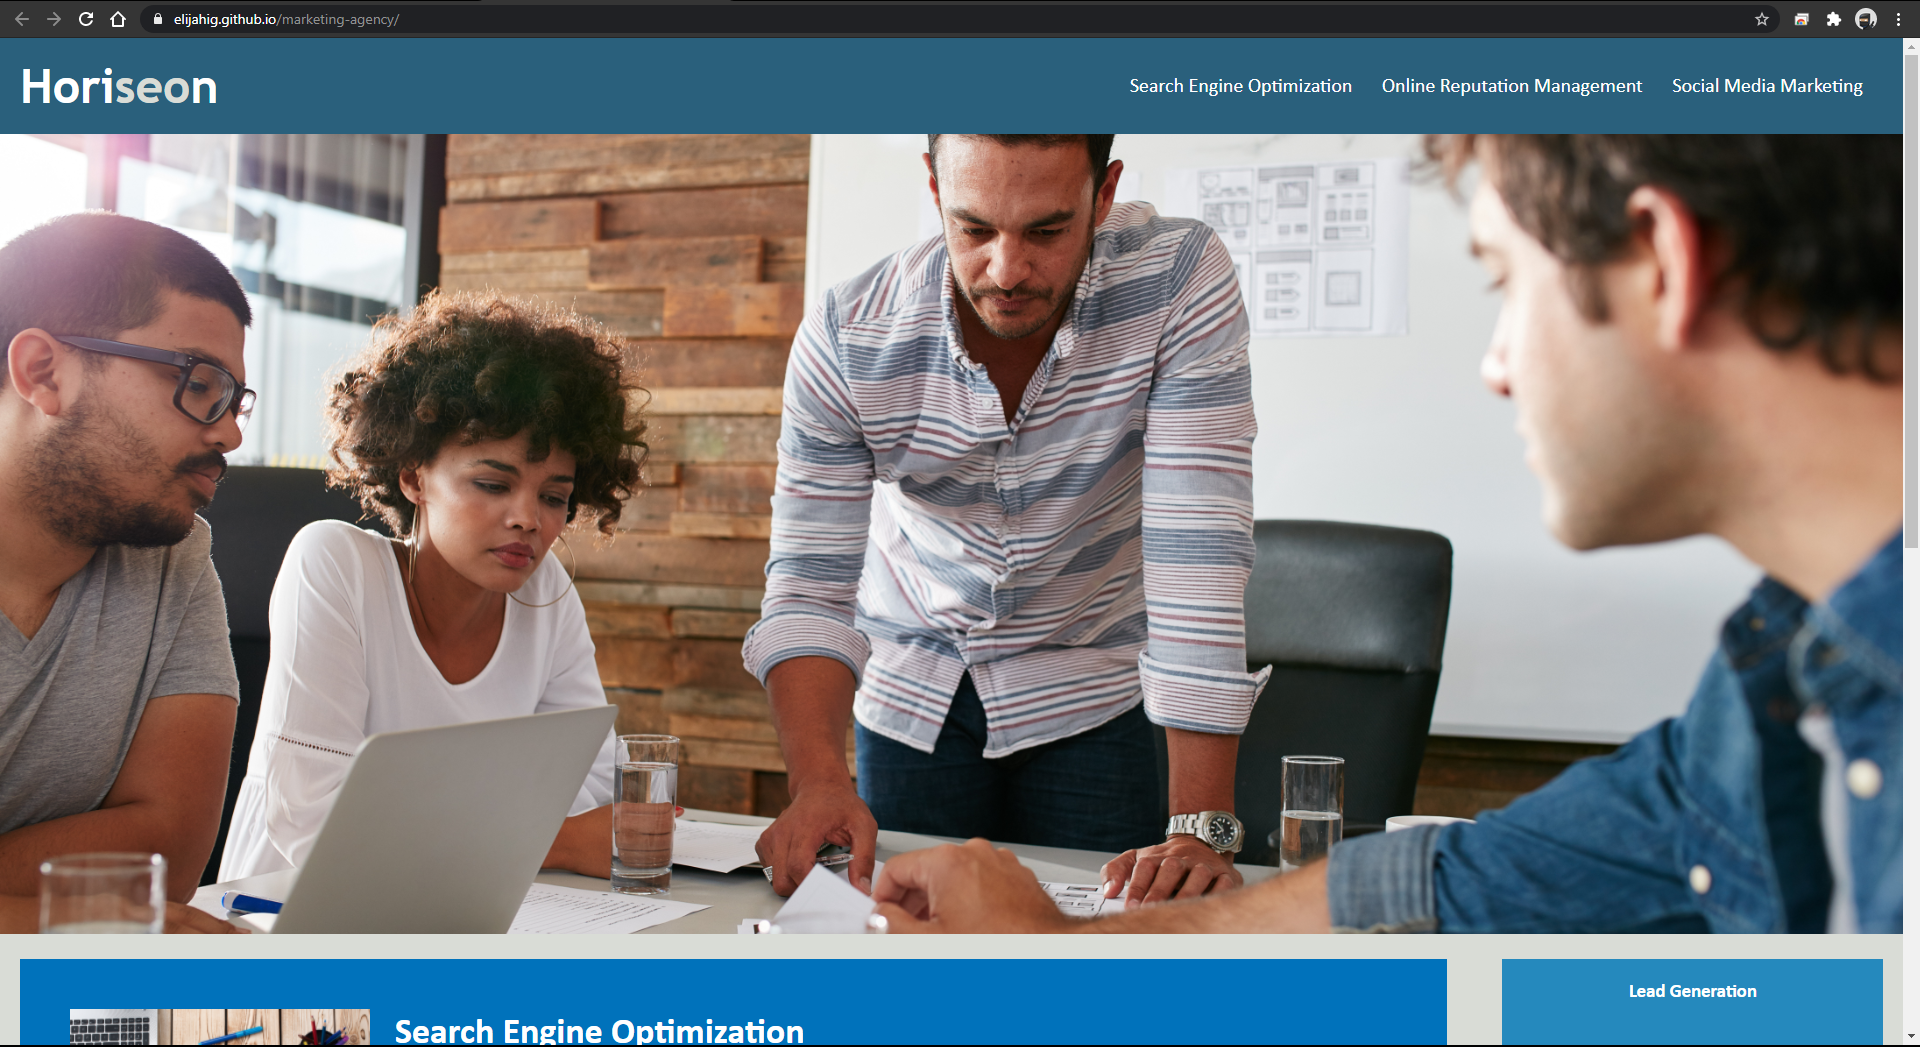 elijahig.github.io/marketing-agency/
Horiseon
Search Engine Optimization Online Reputation Management Social Media Marketing
Search Engine Optimization
Lead Generation